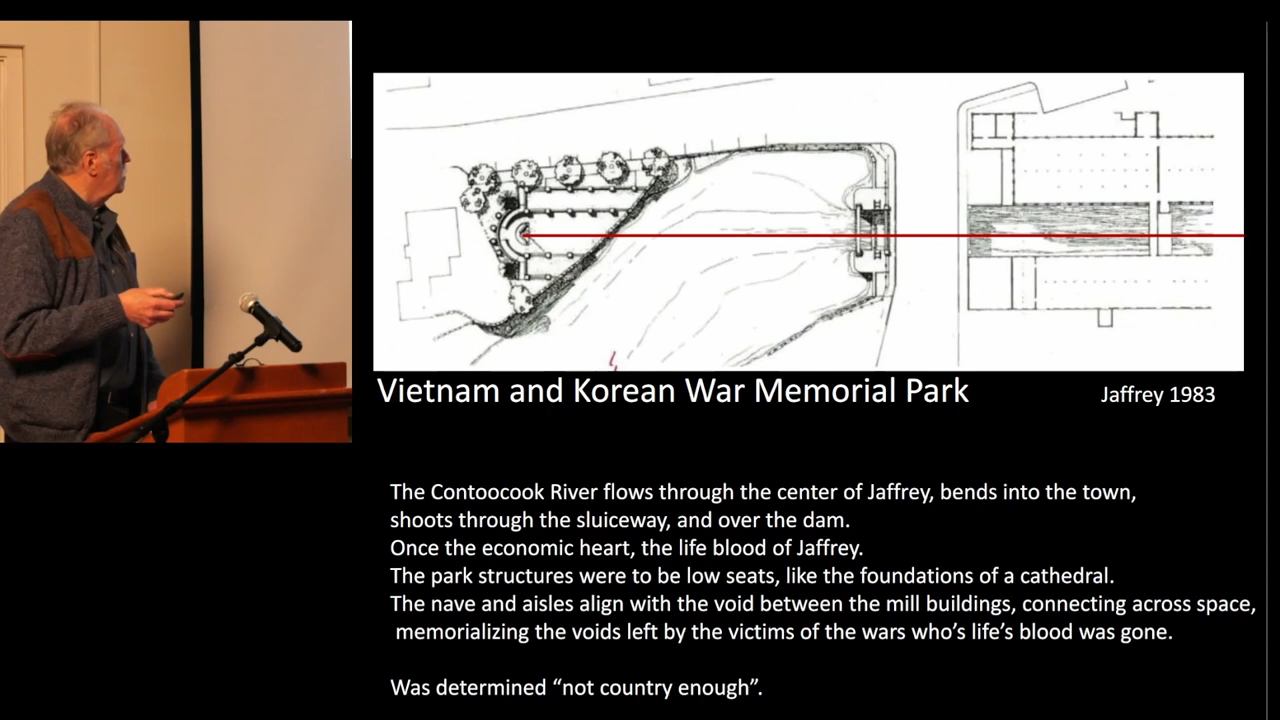 Vietnam and Korean War Memorial Park
Jaffrey 1983
The Contoocook River flows through the center of Jaffrey, bends into the town,
shoots through the sluiceway, and over the dam.
Once the economic heart, the life blood of Jaffrey.
The park structures were to be low seats, like the foundations of a cathedral.
The nave and aisles align with the void between the mill buildings, connecting across space,
memorializing the voids left by the victims of the wars who’s life’s blood was gone.
Was determined “not country enough”.